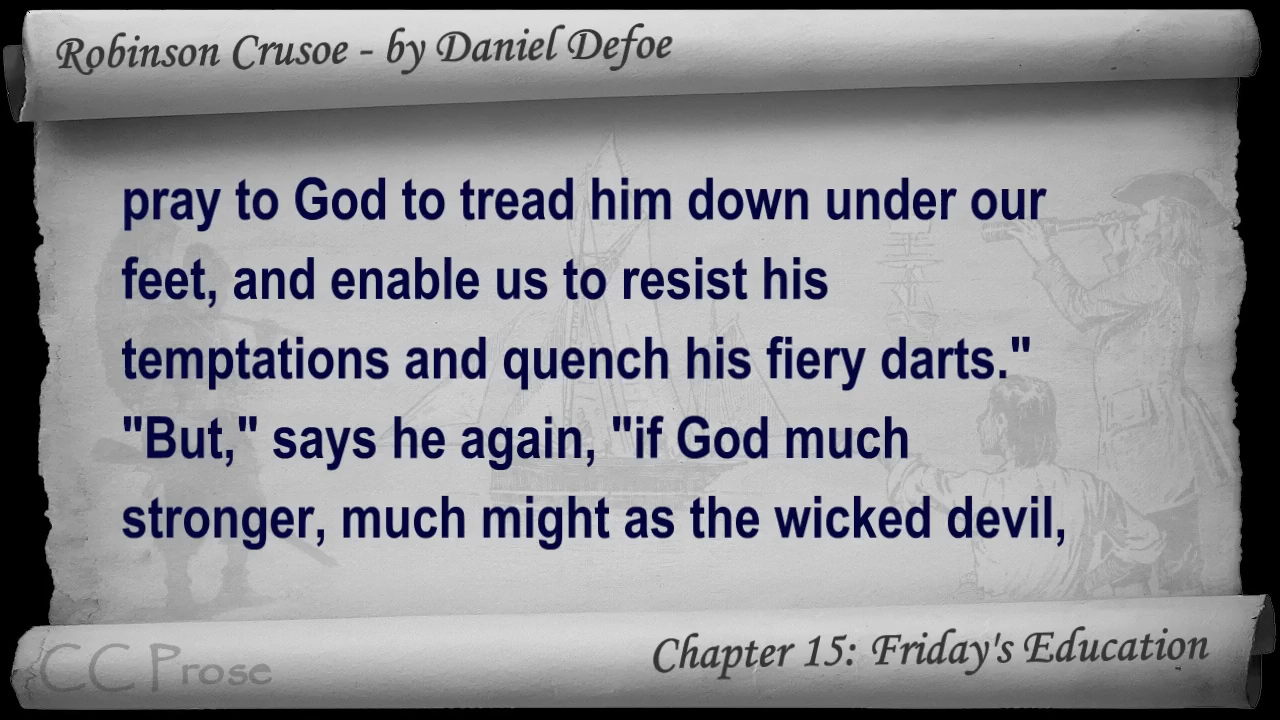 Robinson Crusoe - by Daniel Defoe
pray to God to tread him down under our
feet, and enable us to resist his
temptations and quench his fiery darts."
"But," says he again, "if God much
stronger, much might as the wicked devil,
Chapter 15: Friday's Education
CC Prose